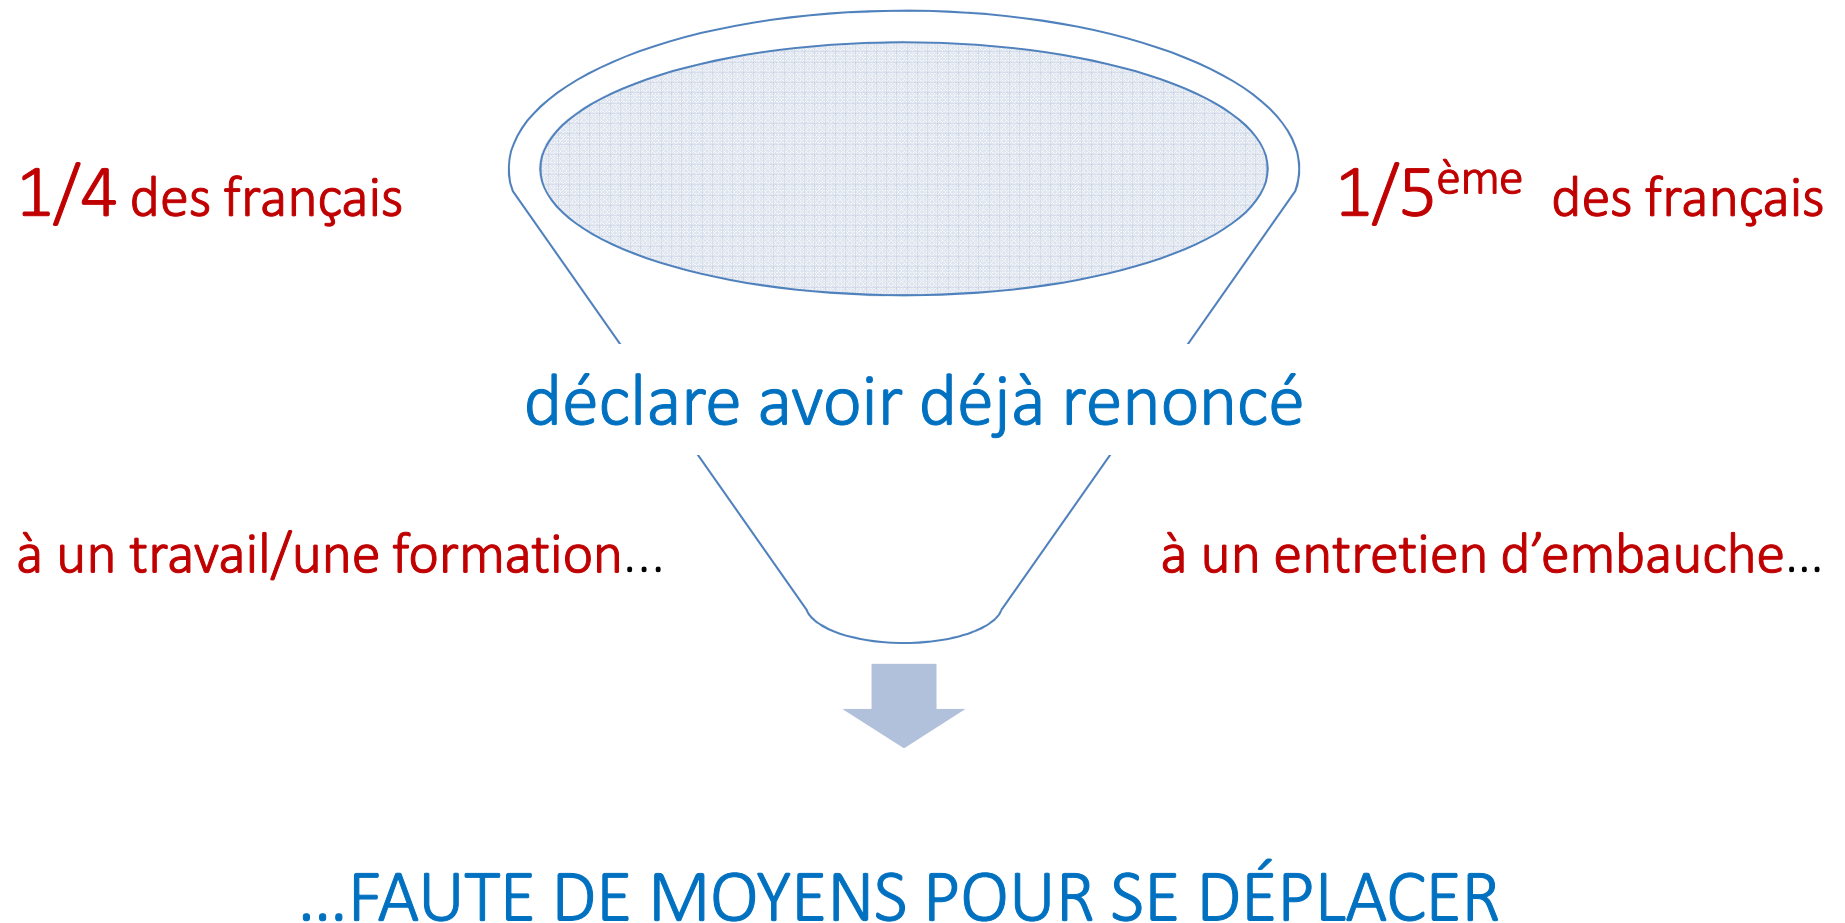 1/4 des français
1/5ème des français
déclare avoir déjà renoncé
à un travail/une formation...
à un entretien d’embauche...
...FAUTE DE MOYENS POUR SE DÉPLACER